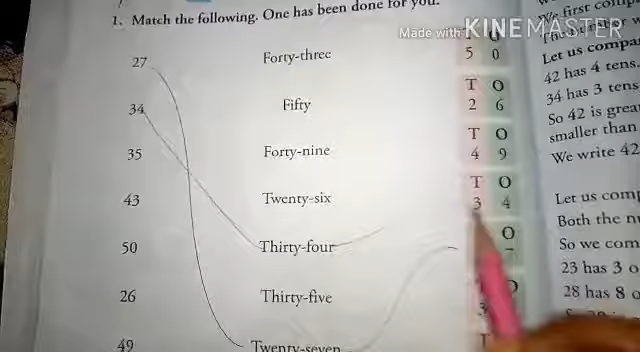 1. Match the following. One has been done for you.
Made with KINEMASTER
27 Forty-three 5 0
T O
34 Fifty 2 6
T O
35 Forty-nine 4 9
T O
43 Twenty-six 3 4
O
50 Thirty-four
26 Thirty-five 3
49 Twenty-seven T
We first
Let us compa
42 has 4 tens.
34 has 3 tens
So 42 is grea
smaller than
We write 42
Let us com
Both the n
So we com
23 has 3 o
28 has 8 o